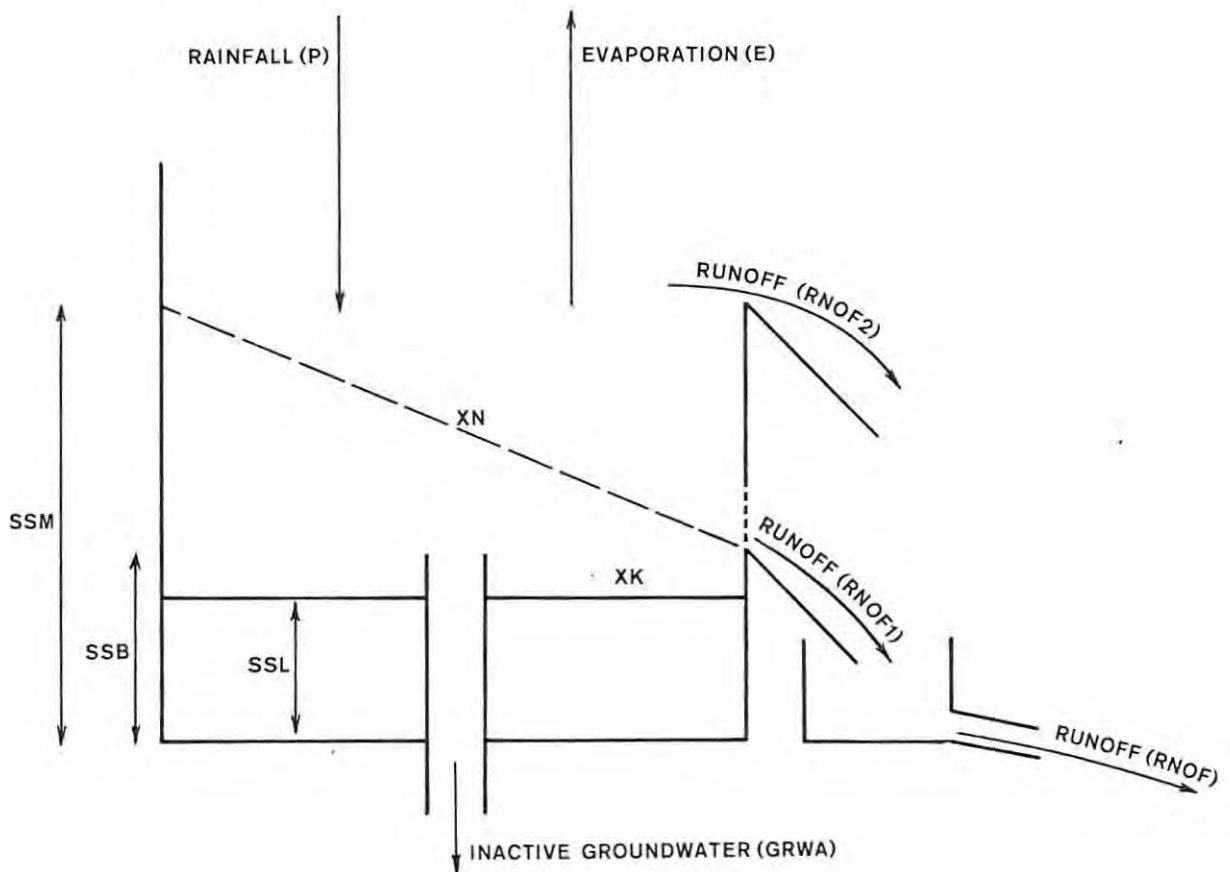 RAINFALL (P)
EVAPORATION (E)
RUNOFF (RNOF2)
XN
SSM
RUNOFF (RNOF1)
XK
SSB
SSL
RUNOFF (RNOF)
INACTIVE GROUNDWATER (GRWA)